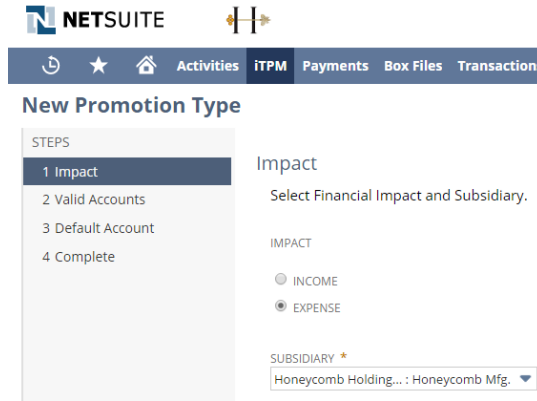 N NETSUITE H
Activities iTPM Payments Box Files Transaction
New Promotion Type
STEPS
1 Impact
2 Valid Accounts
3 Default Account
4 Complete
Impact
Select Financial Impact and Subsidiary.
IMPACT
INCOME
EXPENSE
SUBSIDIARY *
Honeycomb Holding... : Honeycomb Mfg.